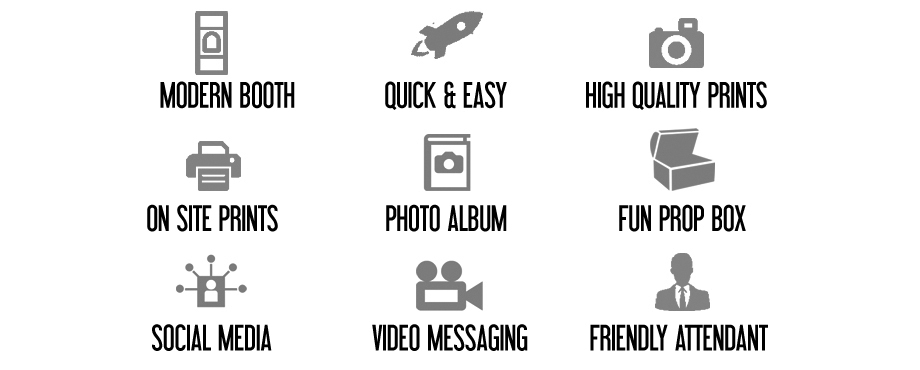 MODERN BOOTH
QUICK & EASY
HIGH QUALITY PRINTS
ON SITE PRINTS
PHOTO ALBUM
FUN PROP BOX
SOCIAL MEDIA
VIDEO MESSAGING
FRIENDLY ATTENDANT